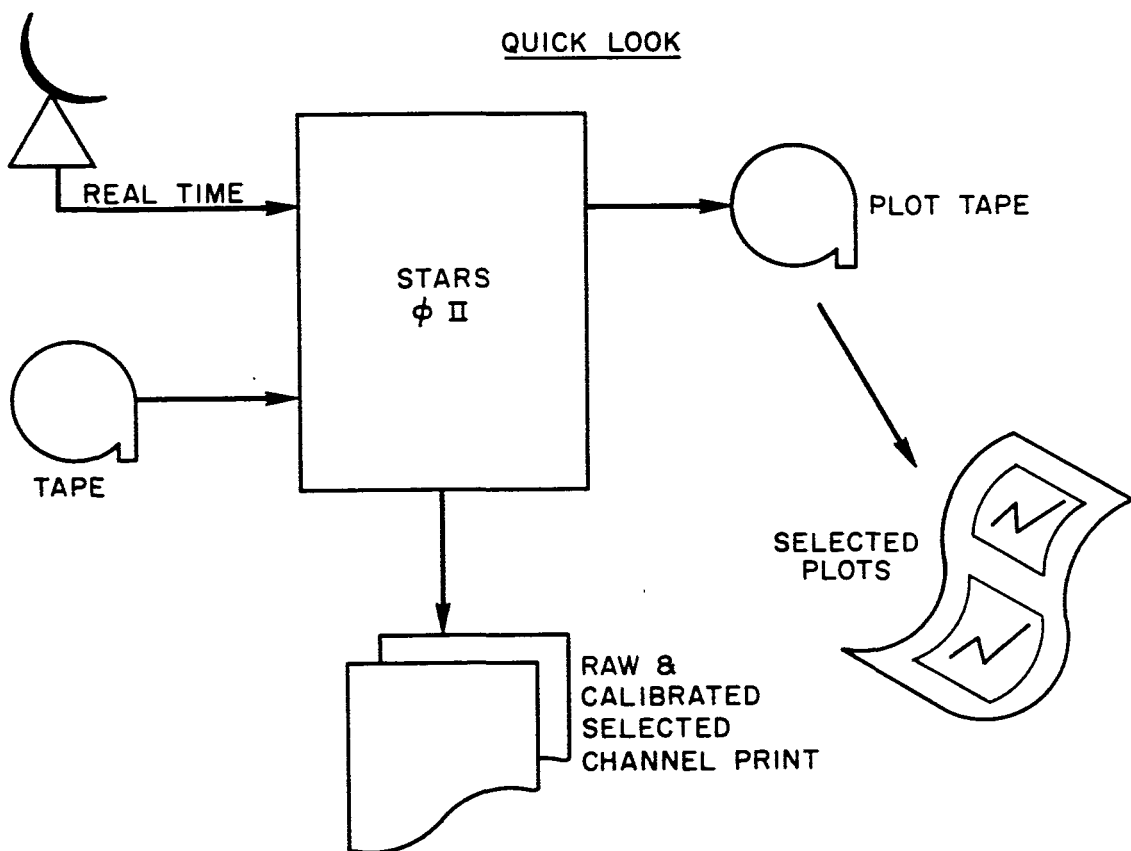 QUICK LOOK
REAL TIME
STARS
ϕ II
PLOT TAPE
TAPE
SELECTED
PLOTS
RAW &
CALIBRATED
SELECTED
CHANNEL PRINT